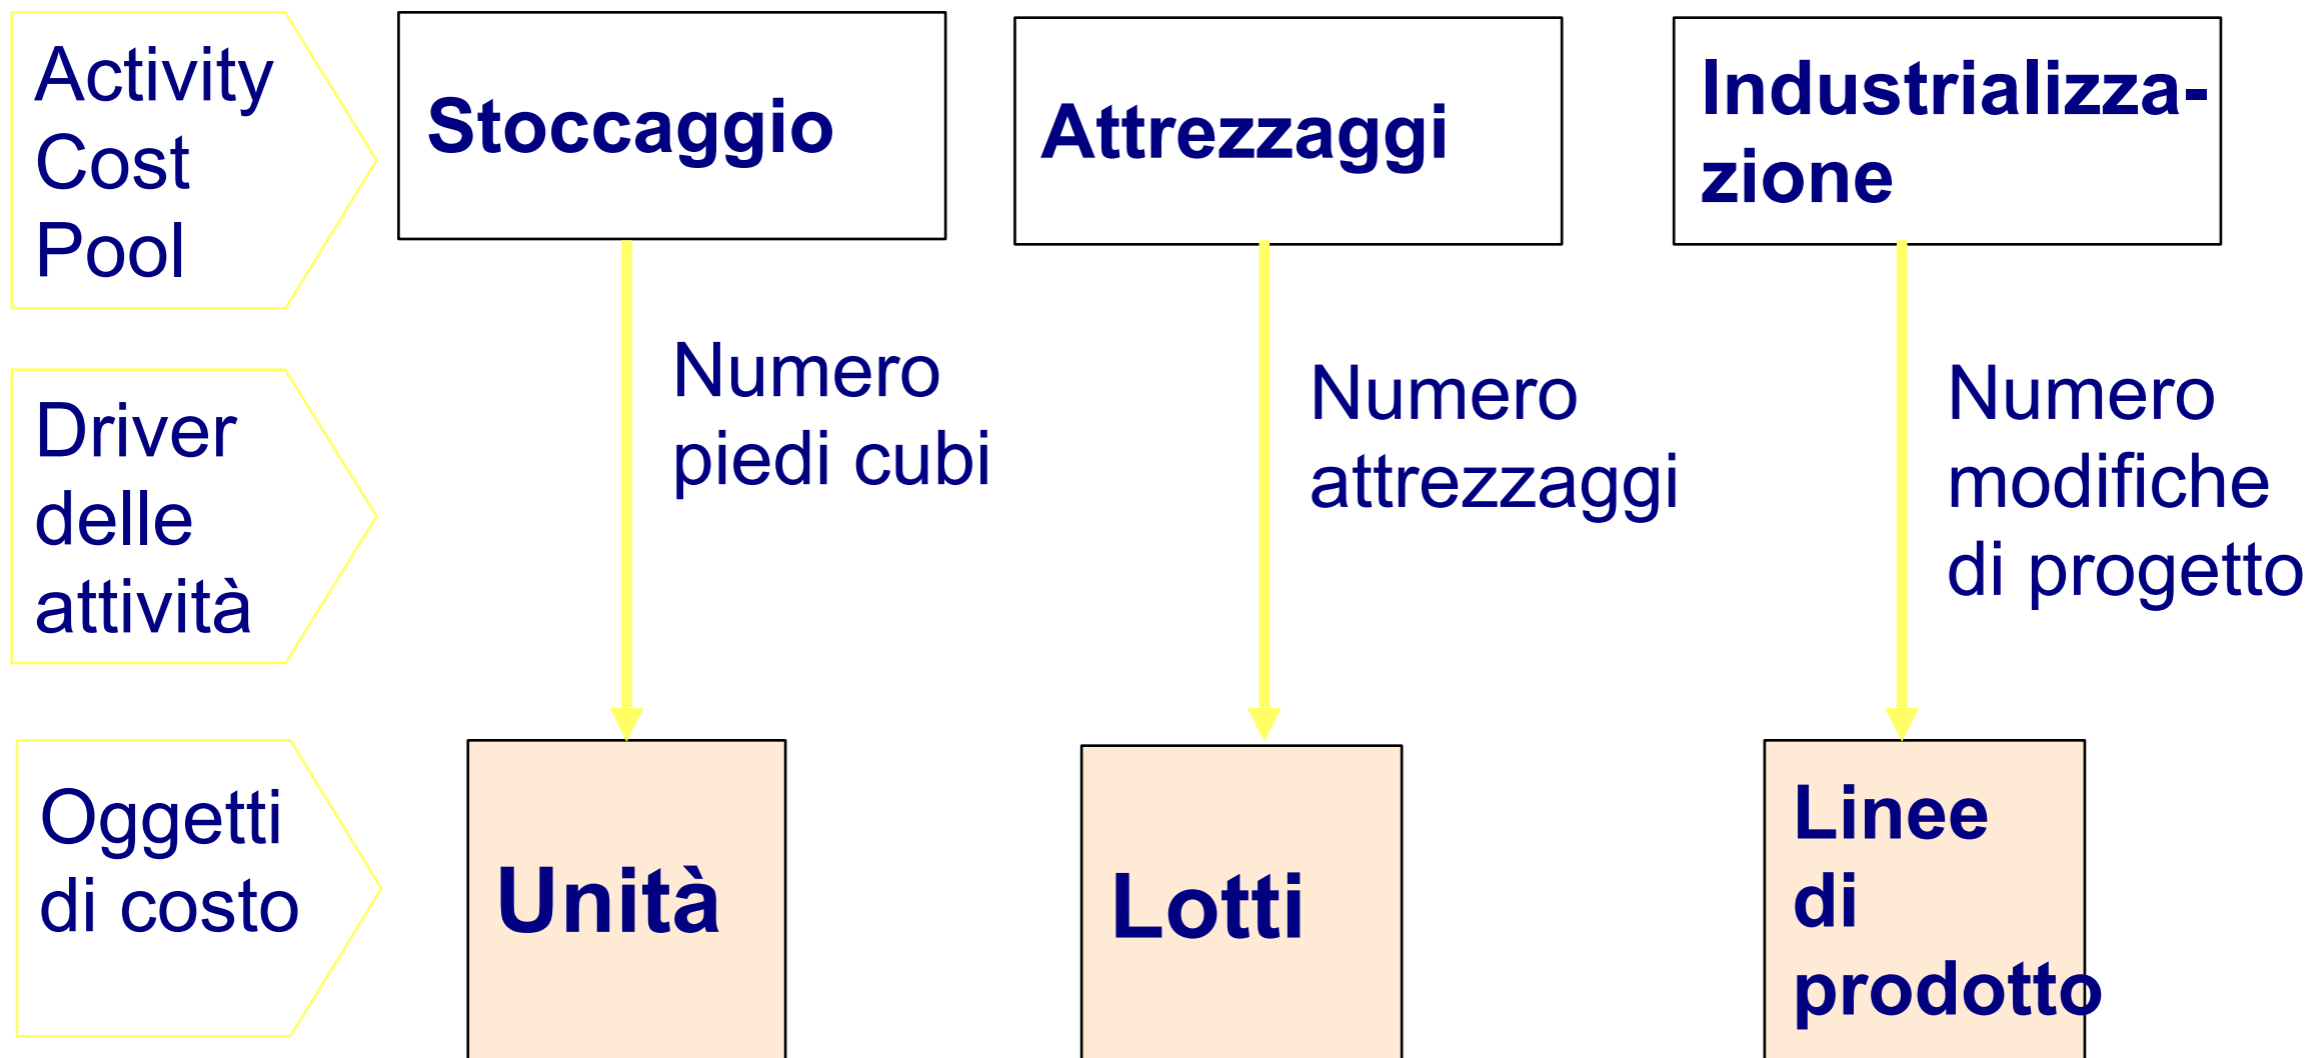 Activity
Cost
Pool
Stoccaggio
Attrezzaggi
Industrializza-
zione
Driver
delle
attività
Numero
piedi cubi
Numero
attrezzaggi
Numero
modifiche
di progetto
Oggetti
di costo
Unità
Lotti
Linee
di
prodotto